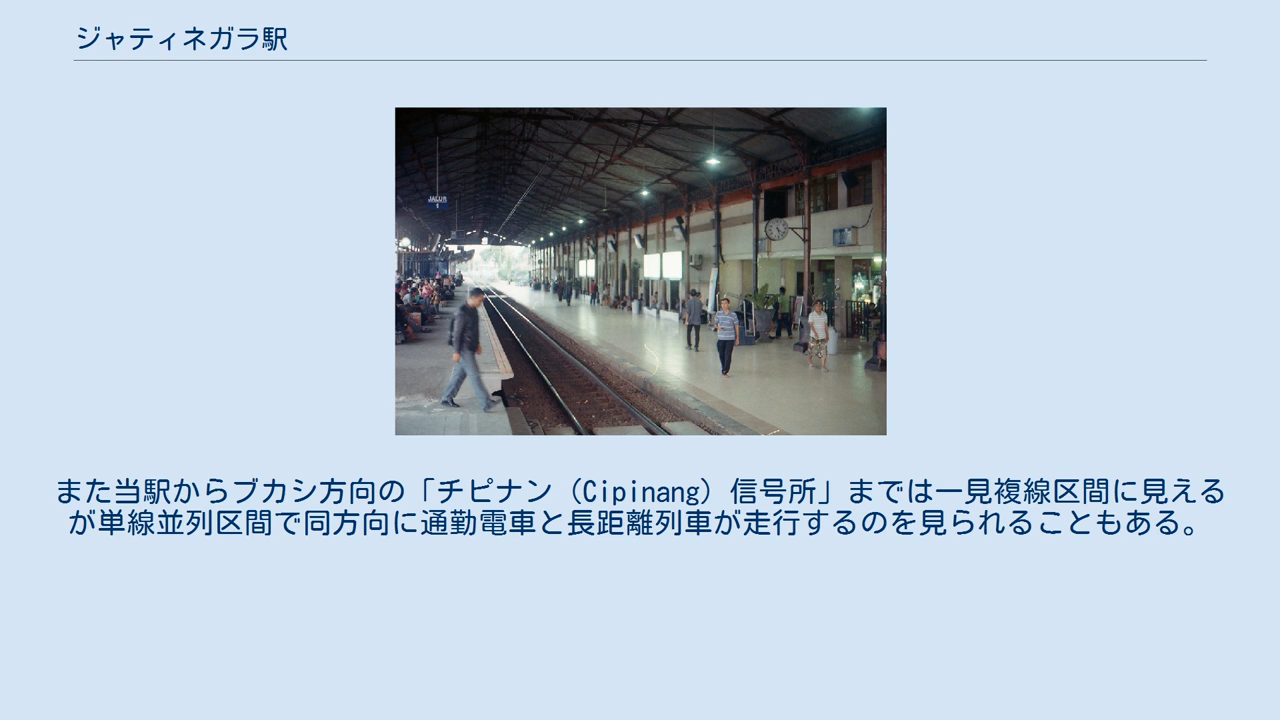 ジャティネガラ駅
JALUR
1
また当駅からブカシ方向の「チピナン（Cipinang）信号所」までは一見複線区間に見える
が単線並列区間で同方向に通勤電車と長距離列車が走行するのを見られることもある。